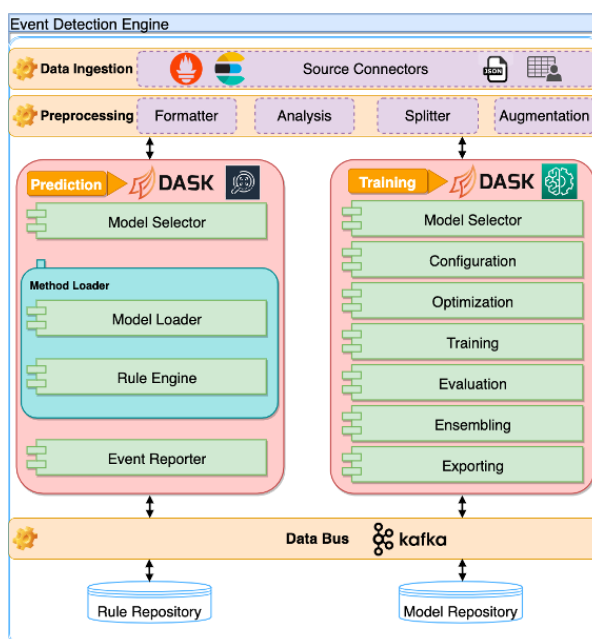 Event Detection Engine
Data Ingestion
Source Connectors
JSON
Preprocessing
Formatter
Analysis
Splitter
Augmentation
Prediction
DASK
Model Selector
Method Loader
Model Loader
Rule Engine
Event Reporter
Training
DASK
Model Selector
Configuration
Optimization
Training
Evaluation
Ensembling
Exporting
Data Bus
kafka
Rule Repository
Model Repository